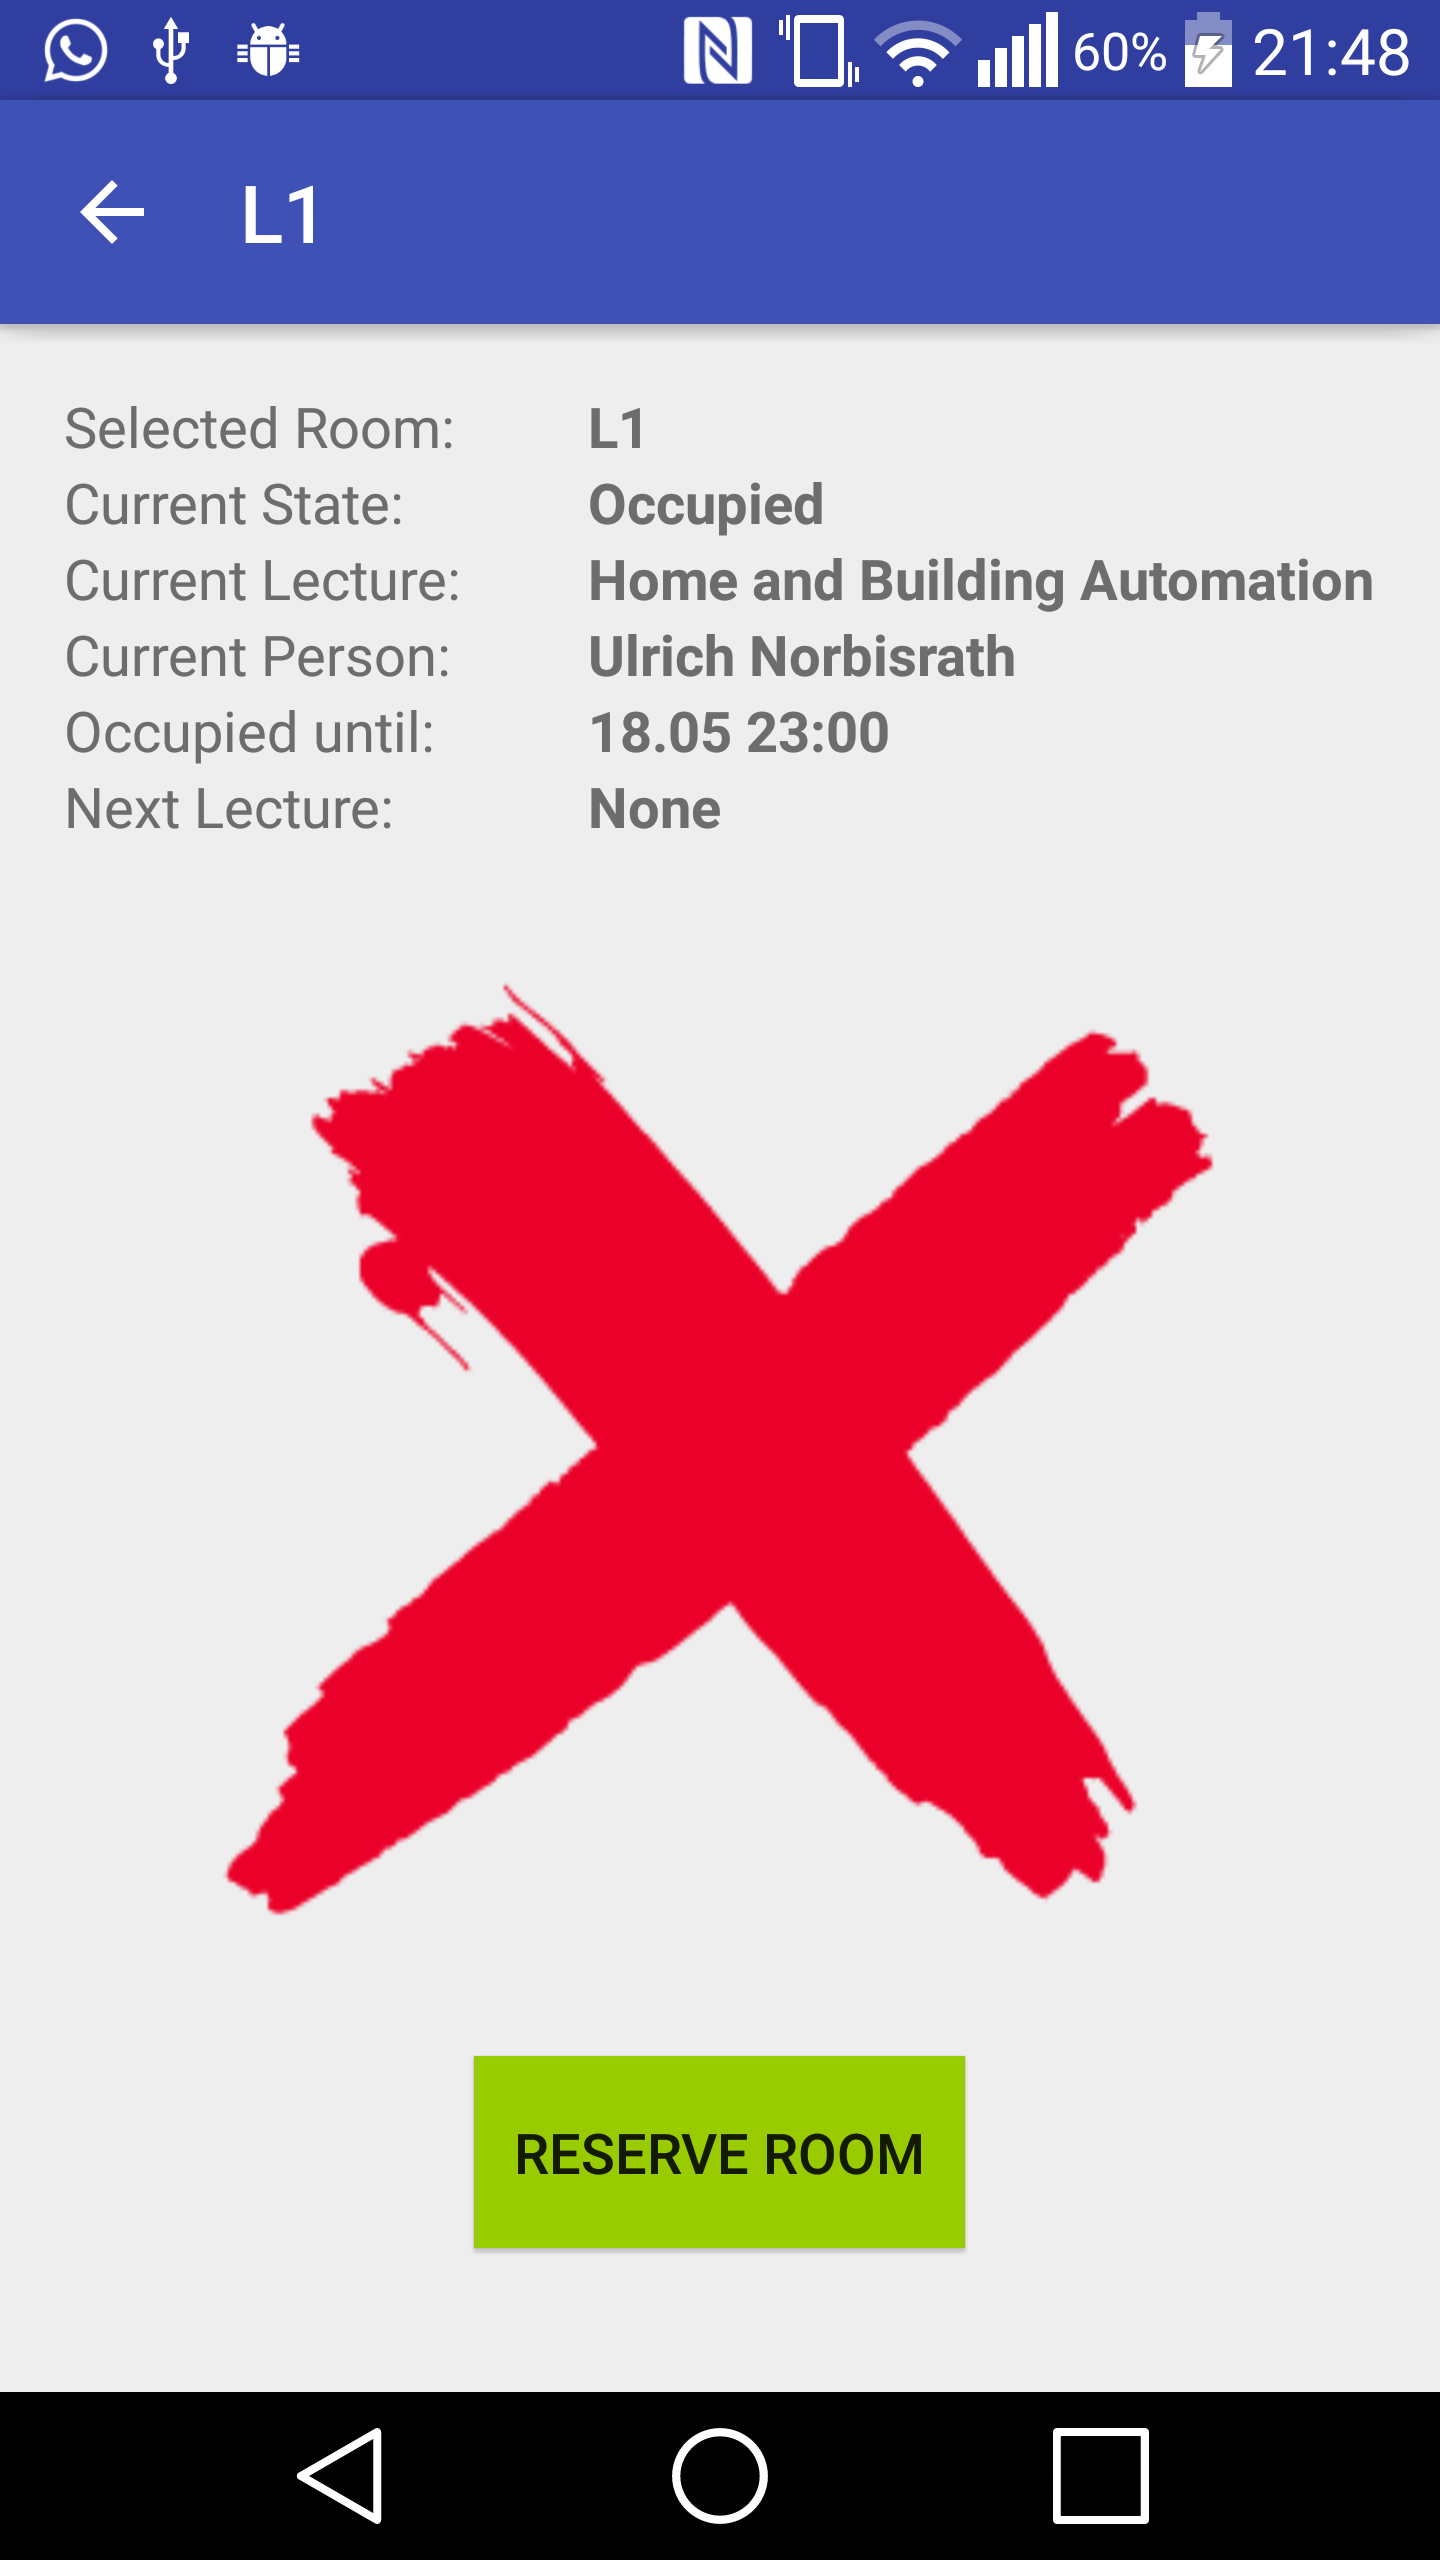 60% 21:48
L1
Selected Room: L1
Current State: Occupied
Current Lecture: Home and Building Automation
Current Person: Ulrich Norbisrath
Occupied until: 18.05 23:00
Next Lecture: None
RESERVE ROOM